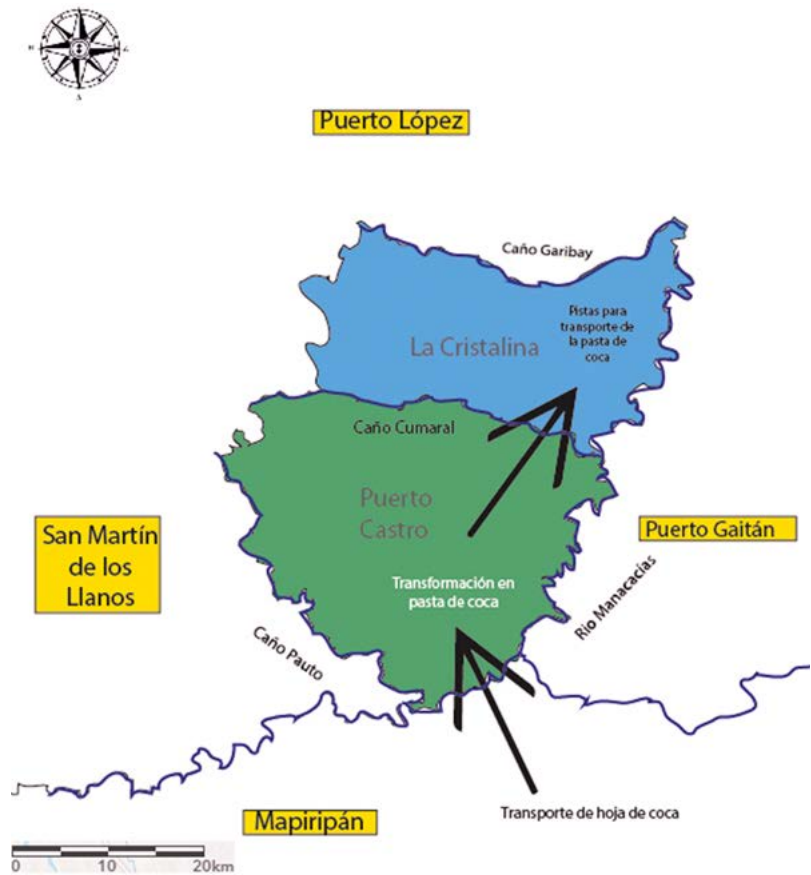 Puerto López
Caño Garibay
Pistas para
transporte de
la pasta de
coca
La Cristalina
Caño Cumaral
Puerto
Castro
San Martín
de los
Llanos
Puerto Gaitán
Transformación en
pasta de coca
Rio Manacacías
Caño Pauto
Transporte de hoja de coca
Mapiripán
0 10 20km